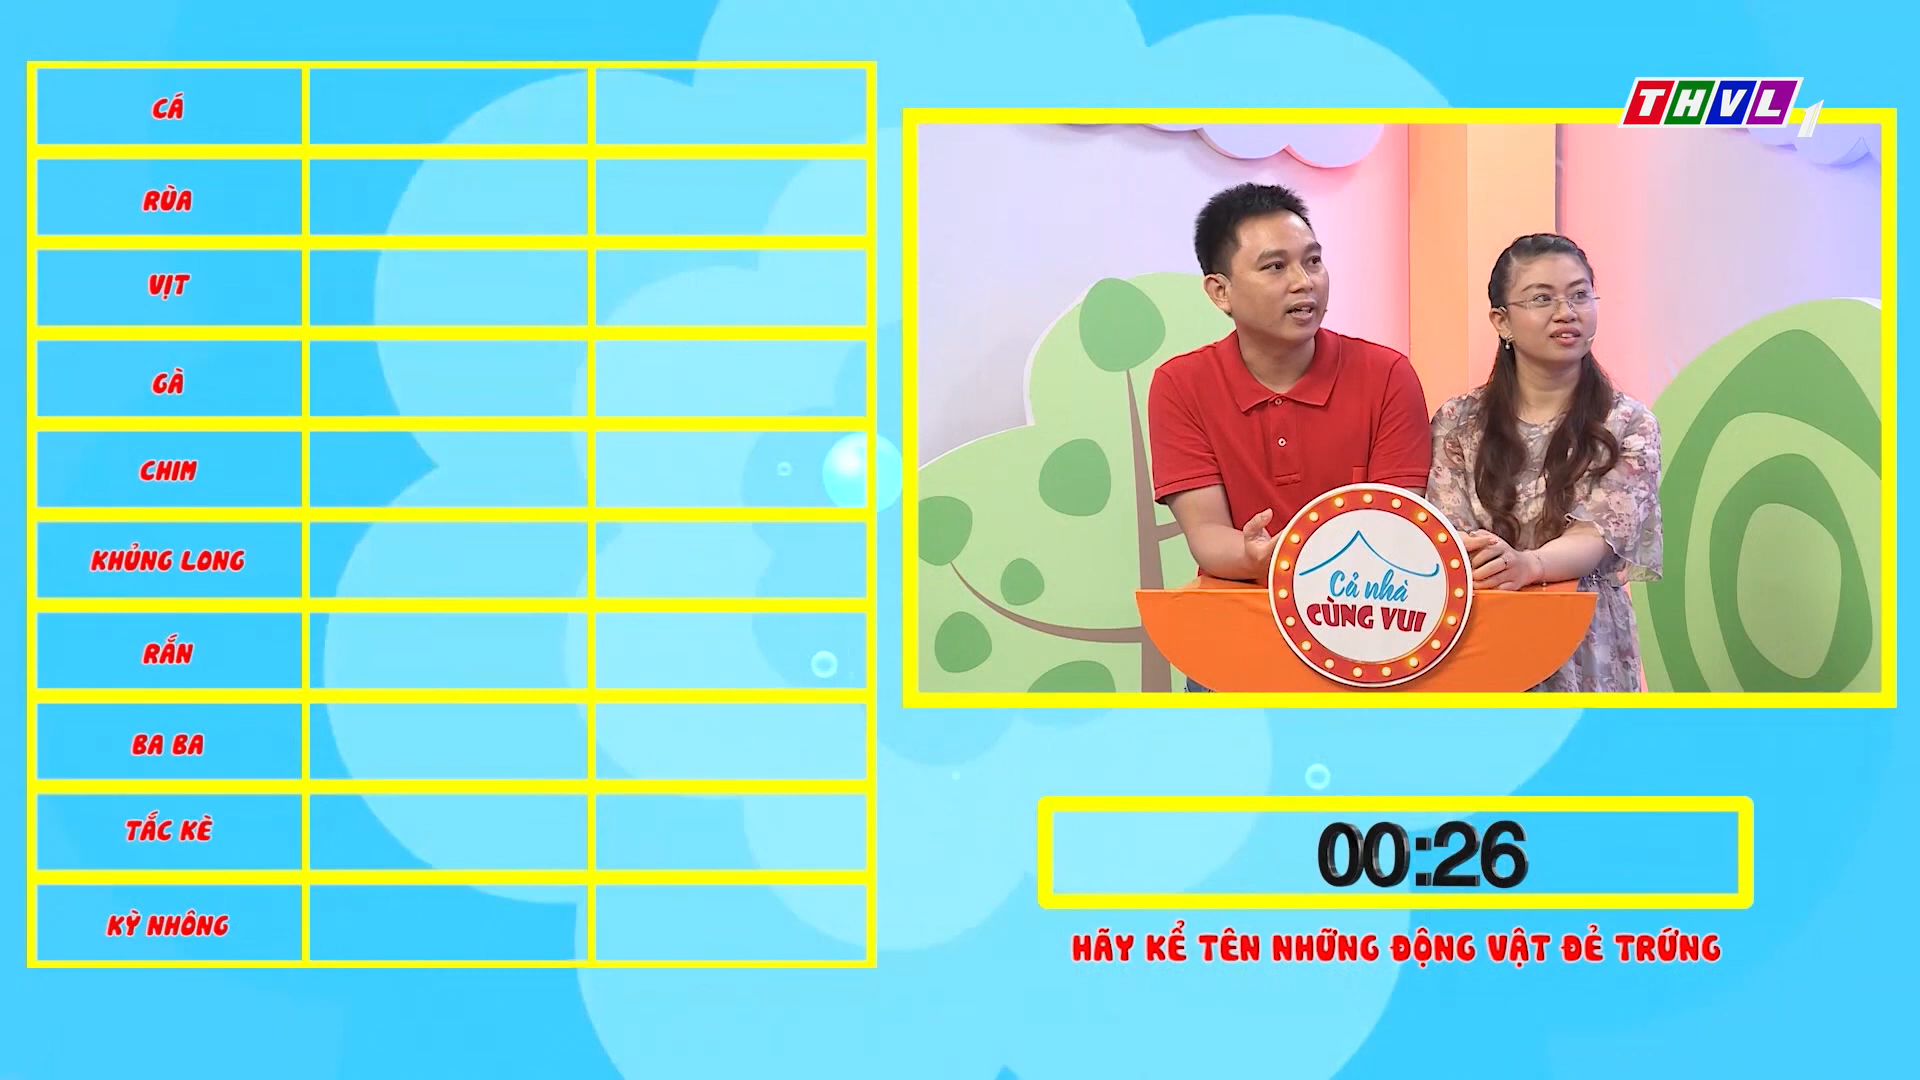 CÁ
RÙA
VỊT
GÀ
CHIM
KHỦNG LONG
RẮN
BA BA
TẮC KÈ
KỲ NHÔNG
THVL1
Cả nhà
CÙNG VUI
00:26
HÃY KỂ TÊN NHỮNG ĐỘNG VẬT ĐẺ TRỨNG